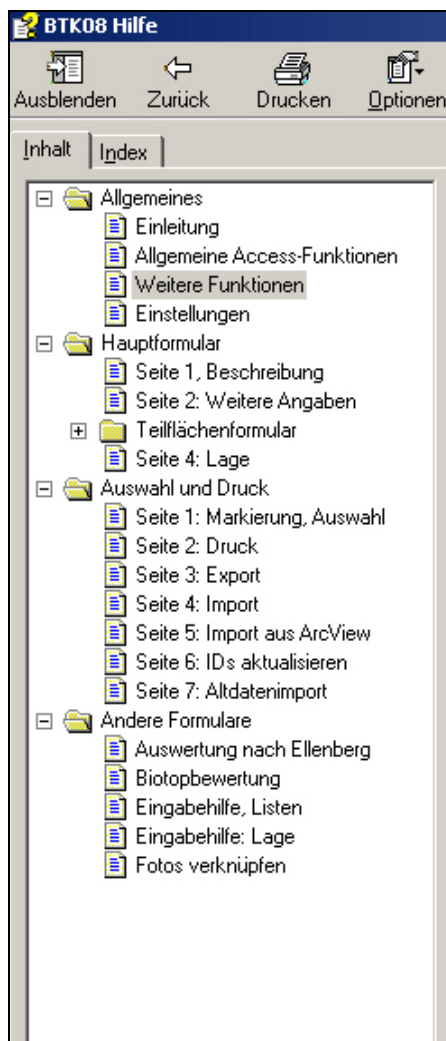 BTK08 Hilfe
Ausblenden Zurück Drucken Optionen
Inhalt Index
Allgemeines
Einleitung
Allgemeine Access-Funktionen
Weitere Funktionen
Einstellungen
Hauptformular
Seite 1, Beschreibung
Seite 2: Weitere Angaben
Teilflächenformular
Seite 4: Lage
Auswahl und Druck
Seite 1: Markierung, Auswahl
Seite 2: Druck
Seite 3: Export
Seite 4: Import
Seite 5: Import aus ArcView
Seite 6: IDs aktualisieren
Seite 7: Altdatenimport
Andere Formulare
Auswertung nach Ellenberg
Biotopbewertung
Eingabehilfe, Listen
Eingabehilfe: Lage
Fotos verknüpfen